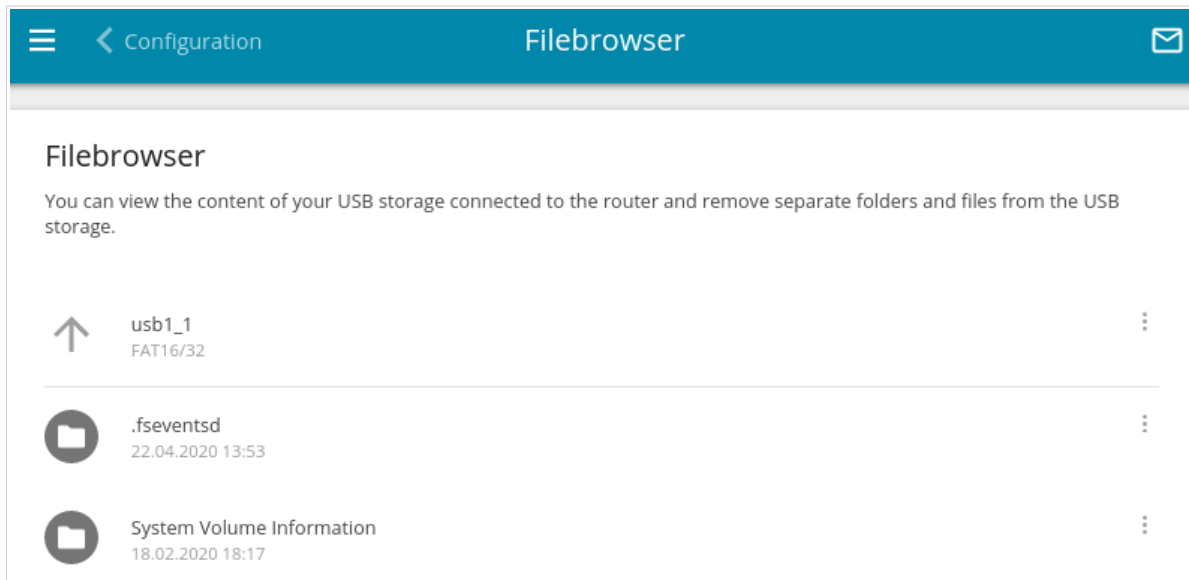 Configuration
Filebrowser
Filebrowser
You can view the content of your USB storage connected to the router and remove separate folders and files from the USB
storage.
usb1_1
FAT16/32
.fseventsd
22.04.2020 13:53
System Volume Information
18.02.2020 18:17